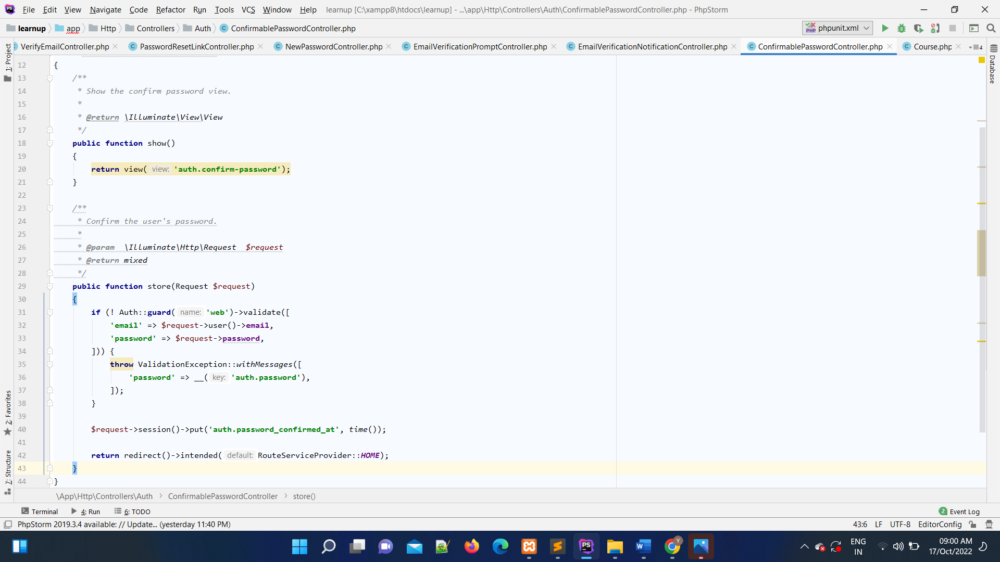 File Edit View Navigate Code Refactor Run Tools VCS Window Help learnup [C:\xampp8\htdocs\learnup] - ...\app\Http\Controllers\Auth\ConfirmablePasswordController.php - PhpStorm
learnup app Http Controllers Auth ConfirmablePasswordController.php phpunit.xml
VerifyEmailController.php PasswordResetLinkController.php NewPasswordController.php EmailVerificationPromptController.php EmailVerificationNotificationController.php ConfirmablePasswordController.php Course.php 4
1: Project
Database
12 {
13 /**
14 * Show the confirm password view.
15 *
16 * @return \Illuminate\View\View
17 */
18 public function show()
19 {
20 return view( view: 'auth.confirm-password');
21 }
22
23 /**
24 * Confirm the user's password.
25 *
26 * @param  \Illuminate\Http\Request  $request
27 * @return mixed
28 */
29 public function store(Request $request)
30 {
31 if (! Auth::guard( name: 'web')->validate([
32 'email' => $request->user()->email,
33 'password' => $request->password,
34 ])) {
35 throw ValidationException::withMessages([
36 'password' => __( key: 'auth.password'),
37 ]);
38 }
39
40 $request->session()->put('auth.password_confirmed_at', time());
41
42 return redirect()->intended( default: RouteServiceProvider::HOME);
43 }
44 }
2: Favorites
7: Structure
\App\Http\Controllers\Auth ConfirmablePasswordController store()
Terminal 4: Run 6: TODO 2 Event Log
PhpStorm 2019.3.4 available: // Update... (yesterday 11:40 PM) 43:6 LF UTF-8 EditorConfig
ENG
IN
09:00 AM
17/Oct/2022